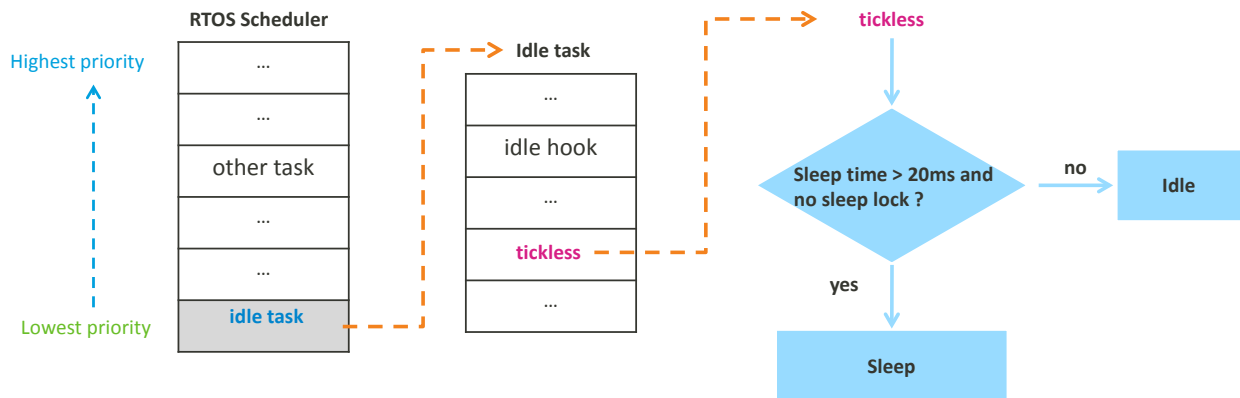 RTOS Scheduler
Highest priority
Lowest priority
...
...
other task
...
...
idle task
Idle task
...
idle hook
...
tickless
...
tickless
Sleep time > 20ms and
no sleep lock ?
no
Idle
yes
Sleep